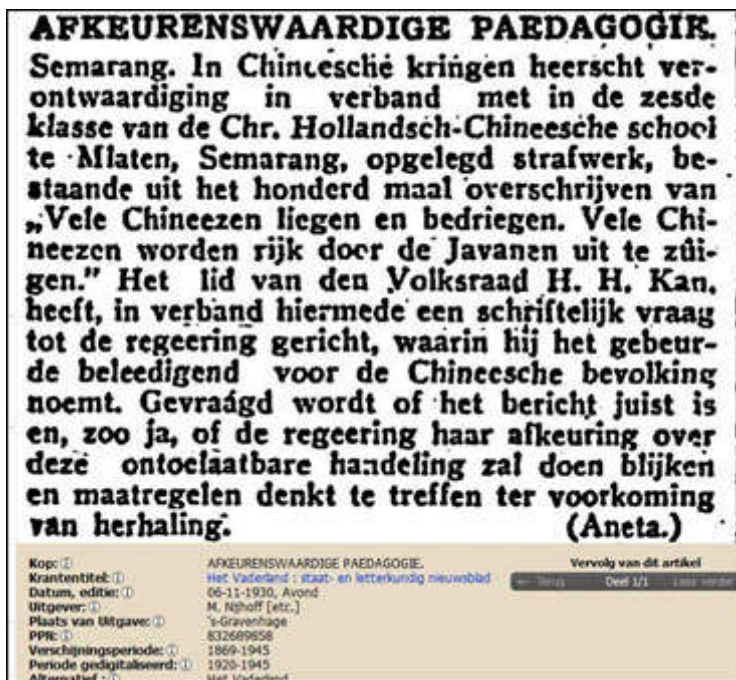 AFKEURENSWAARDIGE PAEDAGOGIE.
Semarang. In Chineesche kringen heerscht ver-
ontwaardiging in verband met in de zesde
klasse van de Chr. Hollandsch-Chineesche school
te Mlaten, Semarang, opgelegd strafwerk, be-
staande uit het honderd maal overschrijven van
„Vele Chineezen liegen en bedriegen. Vele Chi-
neezen worden rijk door de Javanen uit te zui-
gen.” Het lid van den Volksraad H. H. Kan,
heeft, in verband hiermede een schriftelijk vraag
tot de regeering gericht, waarin hij het gebeur-
de beleedigend voor de Chineesche bevolking
noemt. Gevraagd wordt of het bericht juist is
en, zoo ja, of de regeering haar afkeuring over
deze ontoelaatbare handeling zal doen blijken
en maatregelen denkt te treffen ter voorkoming
van herhaling. (Aneta.)
Kop: AFKEURENSWAARDIGE PAEDAGOGIE.
Krantentitel: Het Vaderland : staat- en letterkundig nieuwsblad
Datum, editie: 06-11-1930, Avond
Uitgever: M. Nijhoff [etc.]
Plaats van Uitgave: 's-Gravenhage
PPN: 832689858
Verschijningsperiode: 1869-1945
Periode gedigitaliseerd: 1920-1945
Alternatief : Het Vaderland
Vervolg van dit artikel
← Terug Deel 1/1 Lees verder